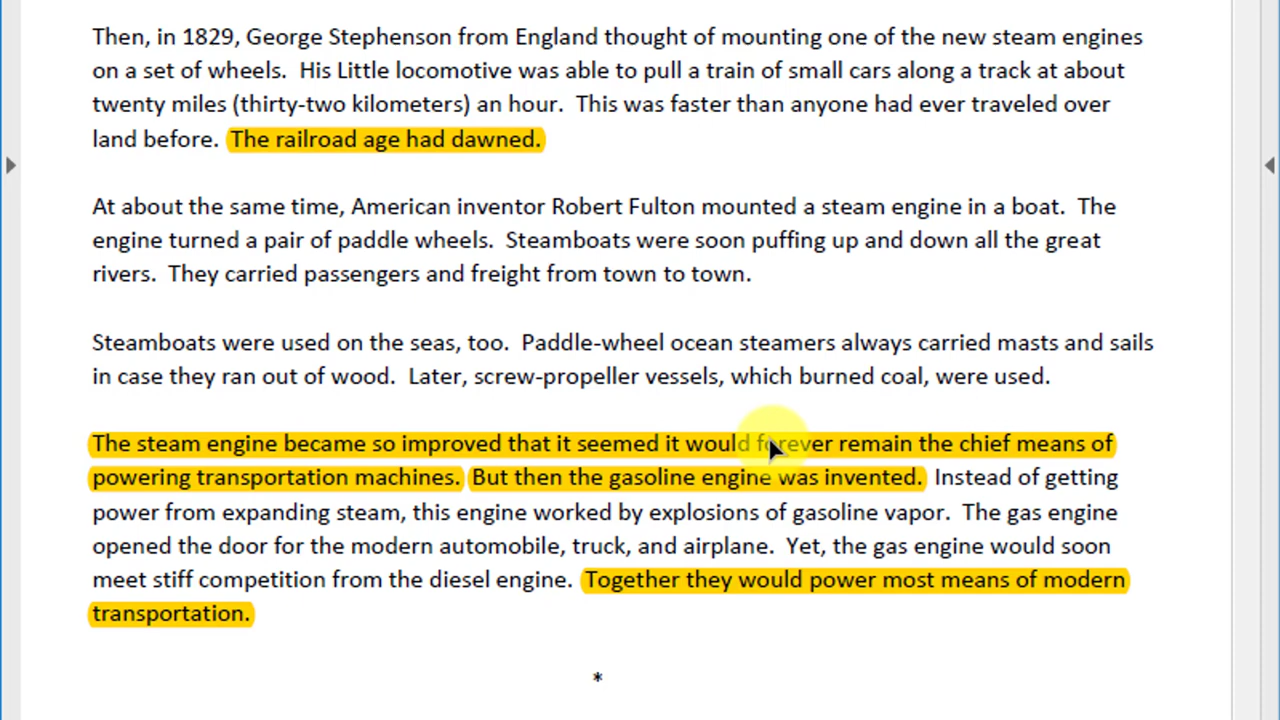 Then, in 1829, George Stephenson from England thought of mounting one of the new steam engines
on a set of wheels.  His Little locomotive was able to pull a train of small cars along a track at about
twenty miles (thirty-two kilometers) an hour.  This was faster than anyone had ever traveled over
land before.  The railroad age had dawned.
At about the same time, American inventor Robert Fulton mounted a steam engine in a boat.  The
engine turned a pair of paddle wheels.  Steamboats were soon puffing up and down all the great
rivers.  They carried passengers and freight from town to town.
Steamboats were used on the seas, too.  Paddle-wheel ocean steamers always carried masts and sails
in case they ran out of wood.  Later, screw-propeller vessels, which burned coal, were used.
The steam engine became so improved that it seemed it would forever remain the chief means of
powering transportation machines.  But then the gasoline engine was invented.  Instead of getting
power from expanding steam, this engine worked by explosions of gasoline vapor.  The gas engine
opened the door for the modern automobile, truck, and airplane.  Yet, the gas engine would soon
meet stiff competition from the diesel engine.  Together they would power most means of modern
transportation.
*